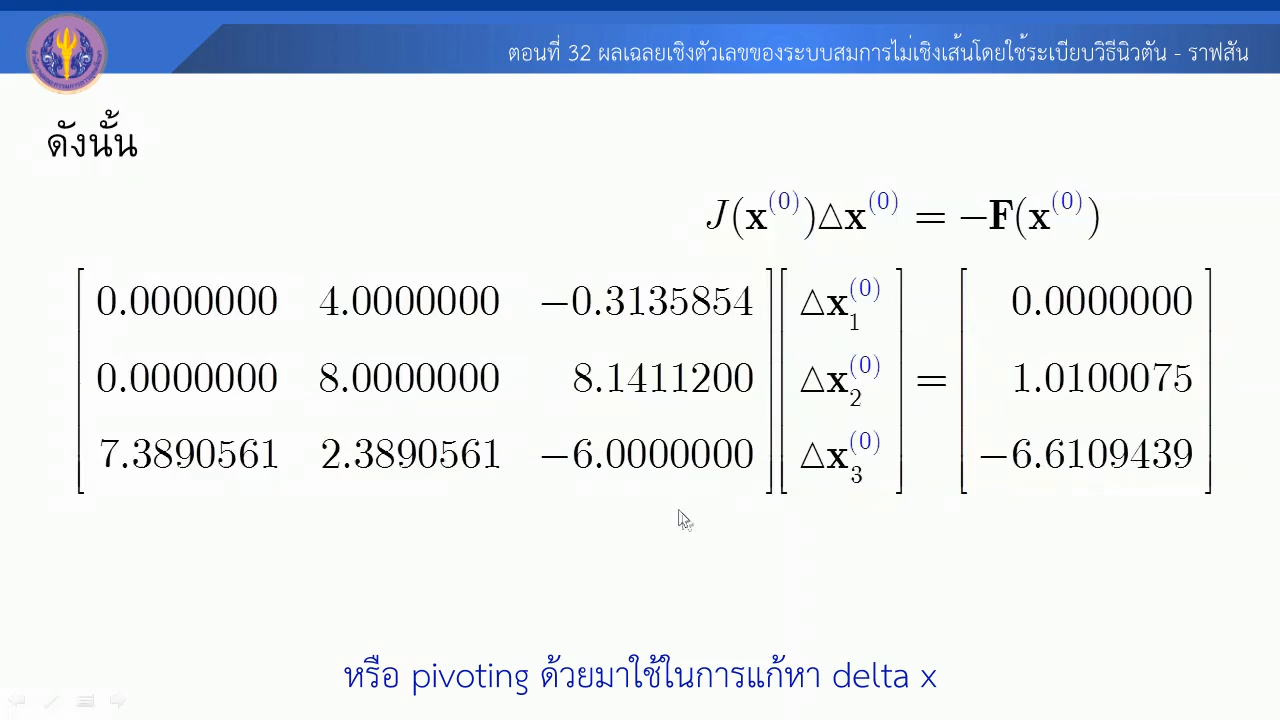 ตอนที่ 32 ผลเฉลยเชิงตัวเลขของระบบสมการไม่เชิงเส้นโดยใช้ระเบียบวิธีนิวตัน - ราฟสัน
ดังนั้น
J(x^(0))△x^(0) = −F(x^(0))
0.0000000 4.0000000 −0.3135854 △x₁^(0) 0.0000000
0.0000000 8.0000000 8.1411200 △x₂^(0) = 1.0100075
7.3890561 2.3890561 −6.0000000 △x₃^(0) −6.6109439
หรือ pivoting ด้วยมาใช้ในการแก้หา delta x